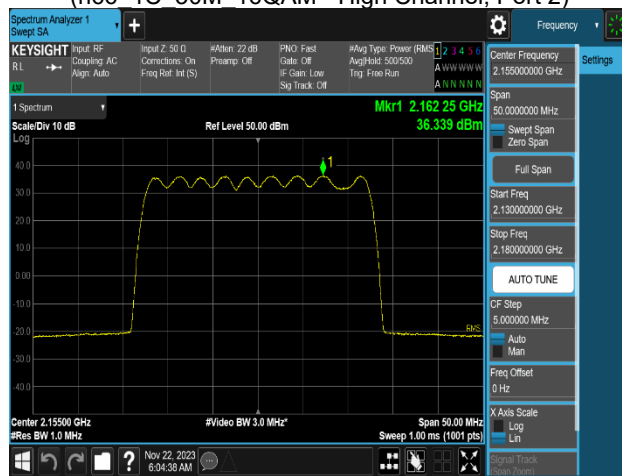 Spectrum Analyzer 1
Swept SA
+
Frequency
KEYSIGHT
Input: RF
Input Z: 50 Ω
#Atten: 22 dB
PNO: Fast
#Avg Type: Power (RMS
1 2 3 4 5 6
RL
Coupling: AC
Corrections: On
Preamp: Off
Gate: Off
Avg|Hold: 500/500
A W W W W W
Align: Auto
Freq Ref: Int (S)
IF Gain: Low
Trig: Free Run
A N N N N N
Sig Track: Off
1 Spectrum
Mkr1 2.162 25 GHz
Scale/Div 10 dB
Ref Level 50.00 dBm
36.339 dBm
Log
40.0
30.0
20.0
10.0
0.00
-10.0
-20.0
-30.0
-40.0
1
RMS
Center 2.15500 GHz
#Video BW 3.0 MHz*
Span 50.00 MHz
#Res BW 1.0 MHz
Sweep 1.00 ms (1001 pts)
?
Nov 22, 2023
6:04:38 AM
Center Frequency
2.155000000 GHz
Settings
Span
50.0000000 MHz
Swept Span
Zero Span
Full Span
Start Freq
2.130000000 GHz
Stop Freq
2.180000000 GHz
AUTO TUNE
CF Step
5.000000 MHz
Auto
Man
Freq Offset
0 Hz
X Axis Scale
Log
Lin
Signal Track
(Span Zoom)